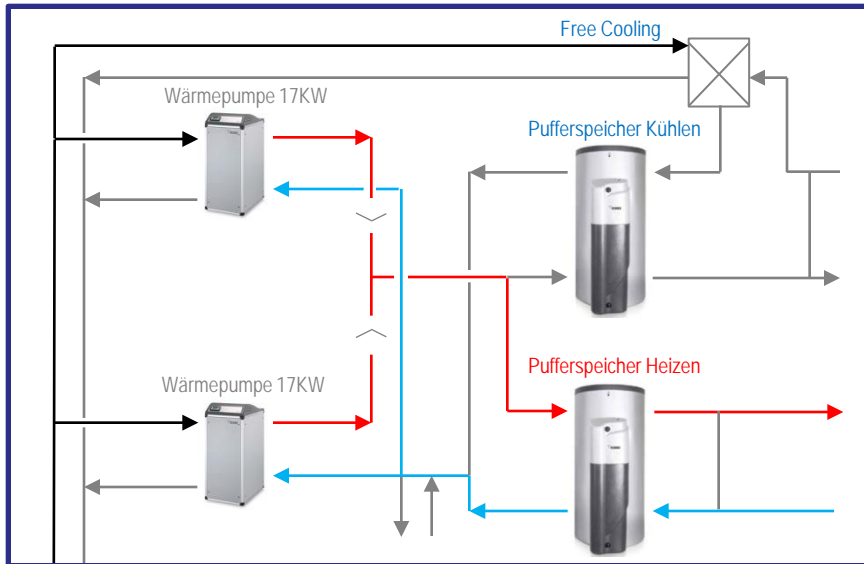 Free Cooling
Wärmepumpe 17KW
Pufferspeicher Kühlen
Pufferspeicher Heizen
Wärmepumpe 17KW